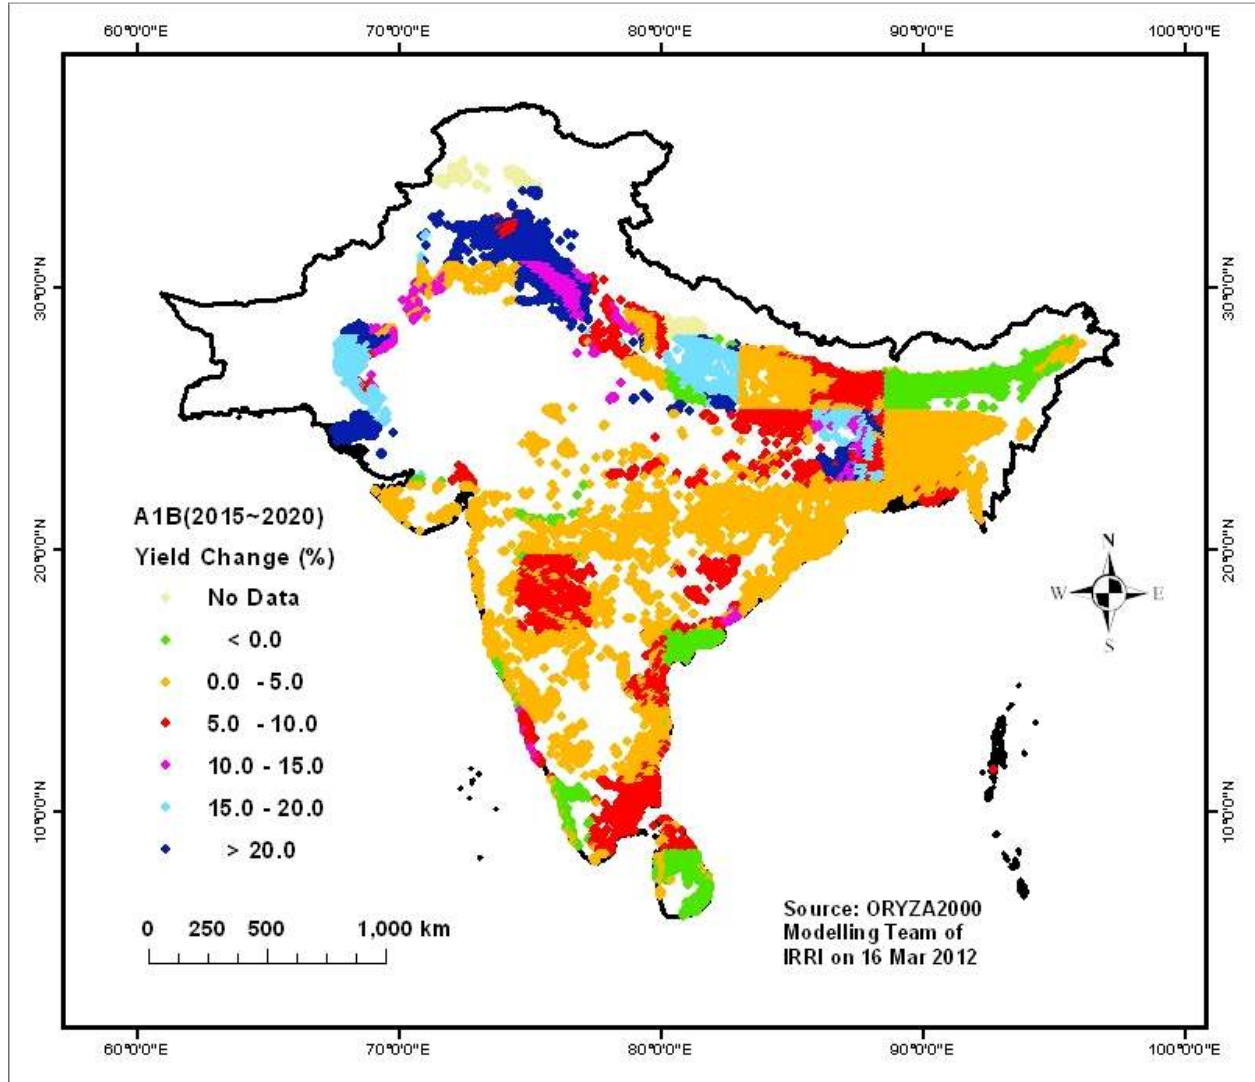 60°0'0"E 70°0'0"E 80°0'0"E 90°0'0"E 100°0'0"E
30°0'0"N 30°0'0"N
A1B(2015~2020)
Yield Change (%)
No Data
< 0.0
0.0 - 5.0
5.0 - 10.0
10.0 - 15.0
15.0 - 20.0
> 20.0
20°0'0"N 20°0'0"N
N
W E
S
10°0'0"N 10°0'0"N
0 250 500 1,000 km
Source: ORYZA2000
Modelling Team of
IRRI on 16 Mar 2012
60°0'0"E 70°0'0"E 80°0'0"E 90°0'0"E 100°0'0"E